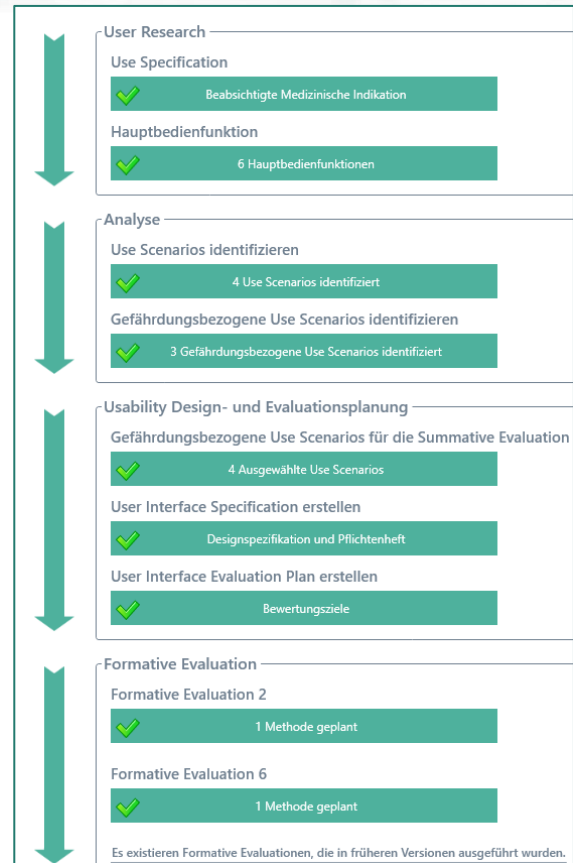 User Research
Use Specification
Beabsichtigte Medizinische Indikation
Hauptbedienfunktion
6 Hauptbedienfunktionen
Analyse
Use Scenarios identifizieren
4 Use Scenarios identifiziert
Gefährdungsbezogene Use Scenarios identifizieren
3 Gefährdungsbezogene Use Scenarios identifiziert
Usability Design- und Evaluationsplanung
Gefährdungsbezogene Use Scenarios für die Summative Evaluation
4 Ausgewählte Use Scenarios
User Interface Specification erstellen
Designspezifikation und Pflichtenheft
User Interface Evaluation Plan erstellen
Bewertungsziele
Formative Evaluation
Formative Evaluation 2
1 Methode geplant
Formative Evaluation 6
1 Methode geplant
Es existieren Formative Evaluationen, die in früheren Versionen ausgeführt wurden.